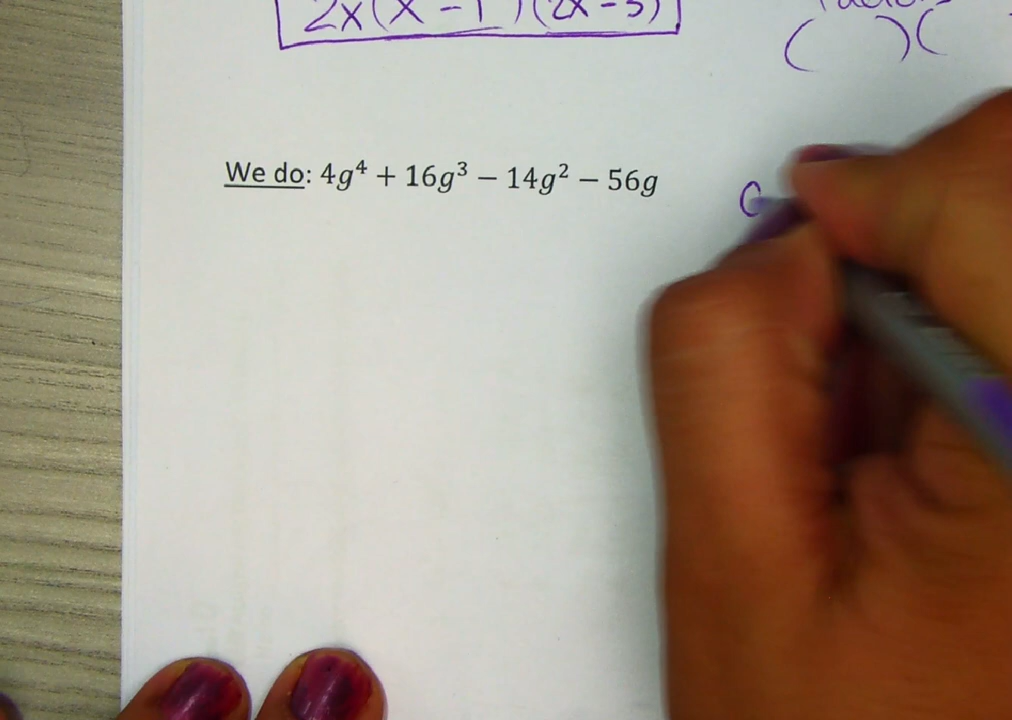 2x(x-1)(2x-5)
()(
We do: 4g⁴ + 16g³ − 14g² − 56g